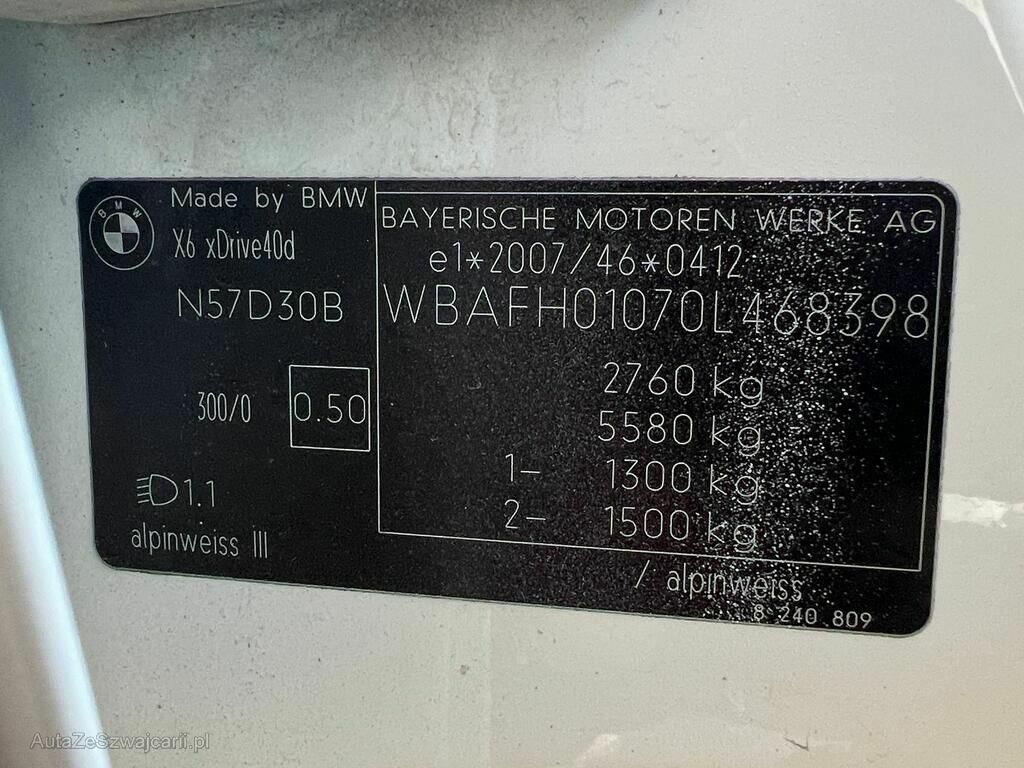 BMW
Made by BMW
X6 xDrive40d
N57D30B
300/0
0.50
1.1
alpinweiss III
BAYERISCHE MOTOREN WERKE AG
e1*2007/46*0412
WBAFH01070L468398
2760 kg
5580 kg
1- 1300 kg
2- 1500 kg
/ alpinweiss
8 240 809
AutaZeSzwajcarii.pl